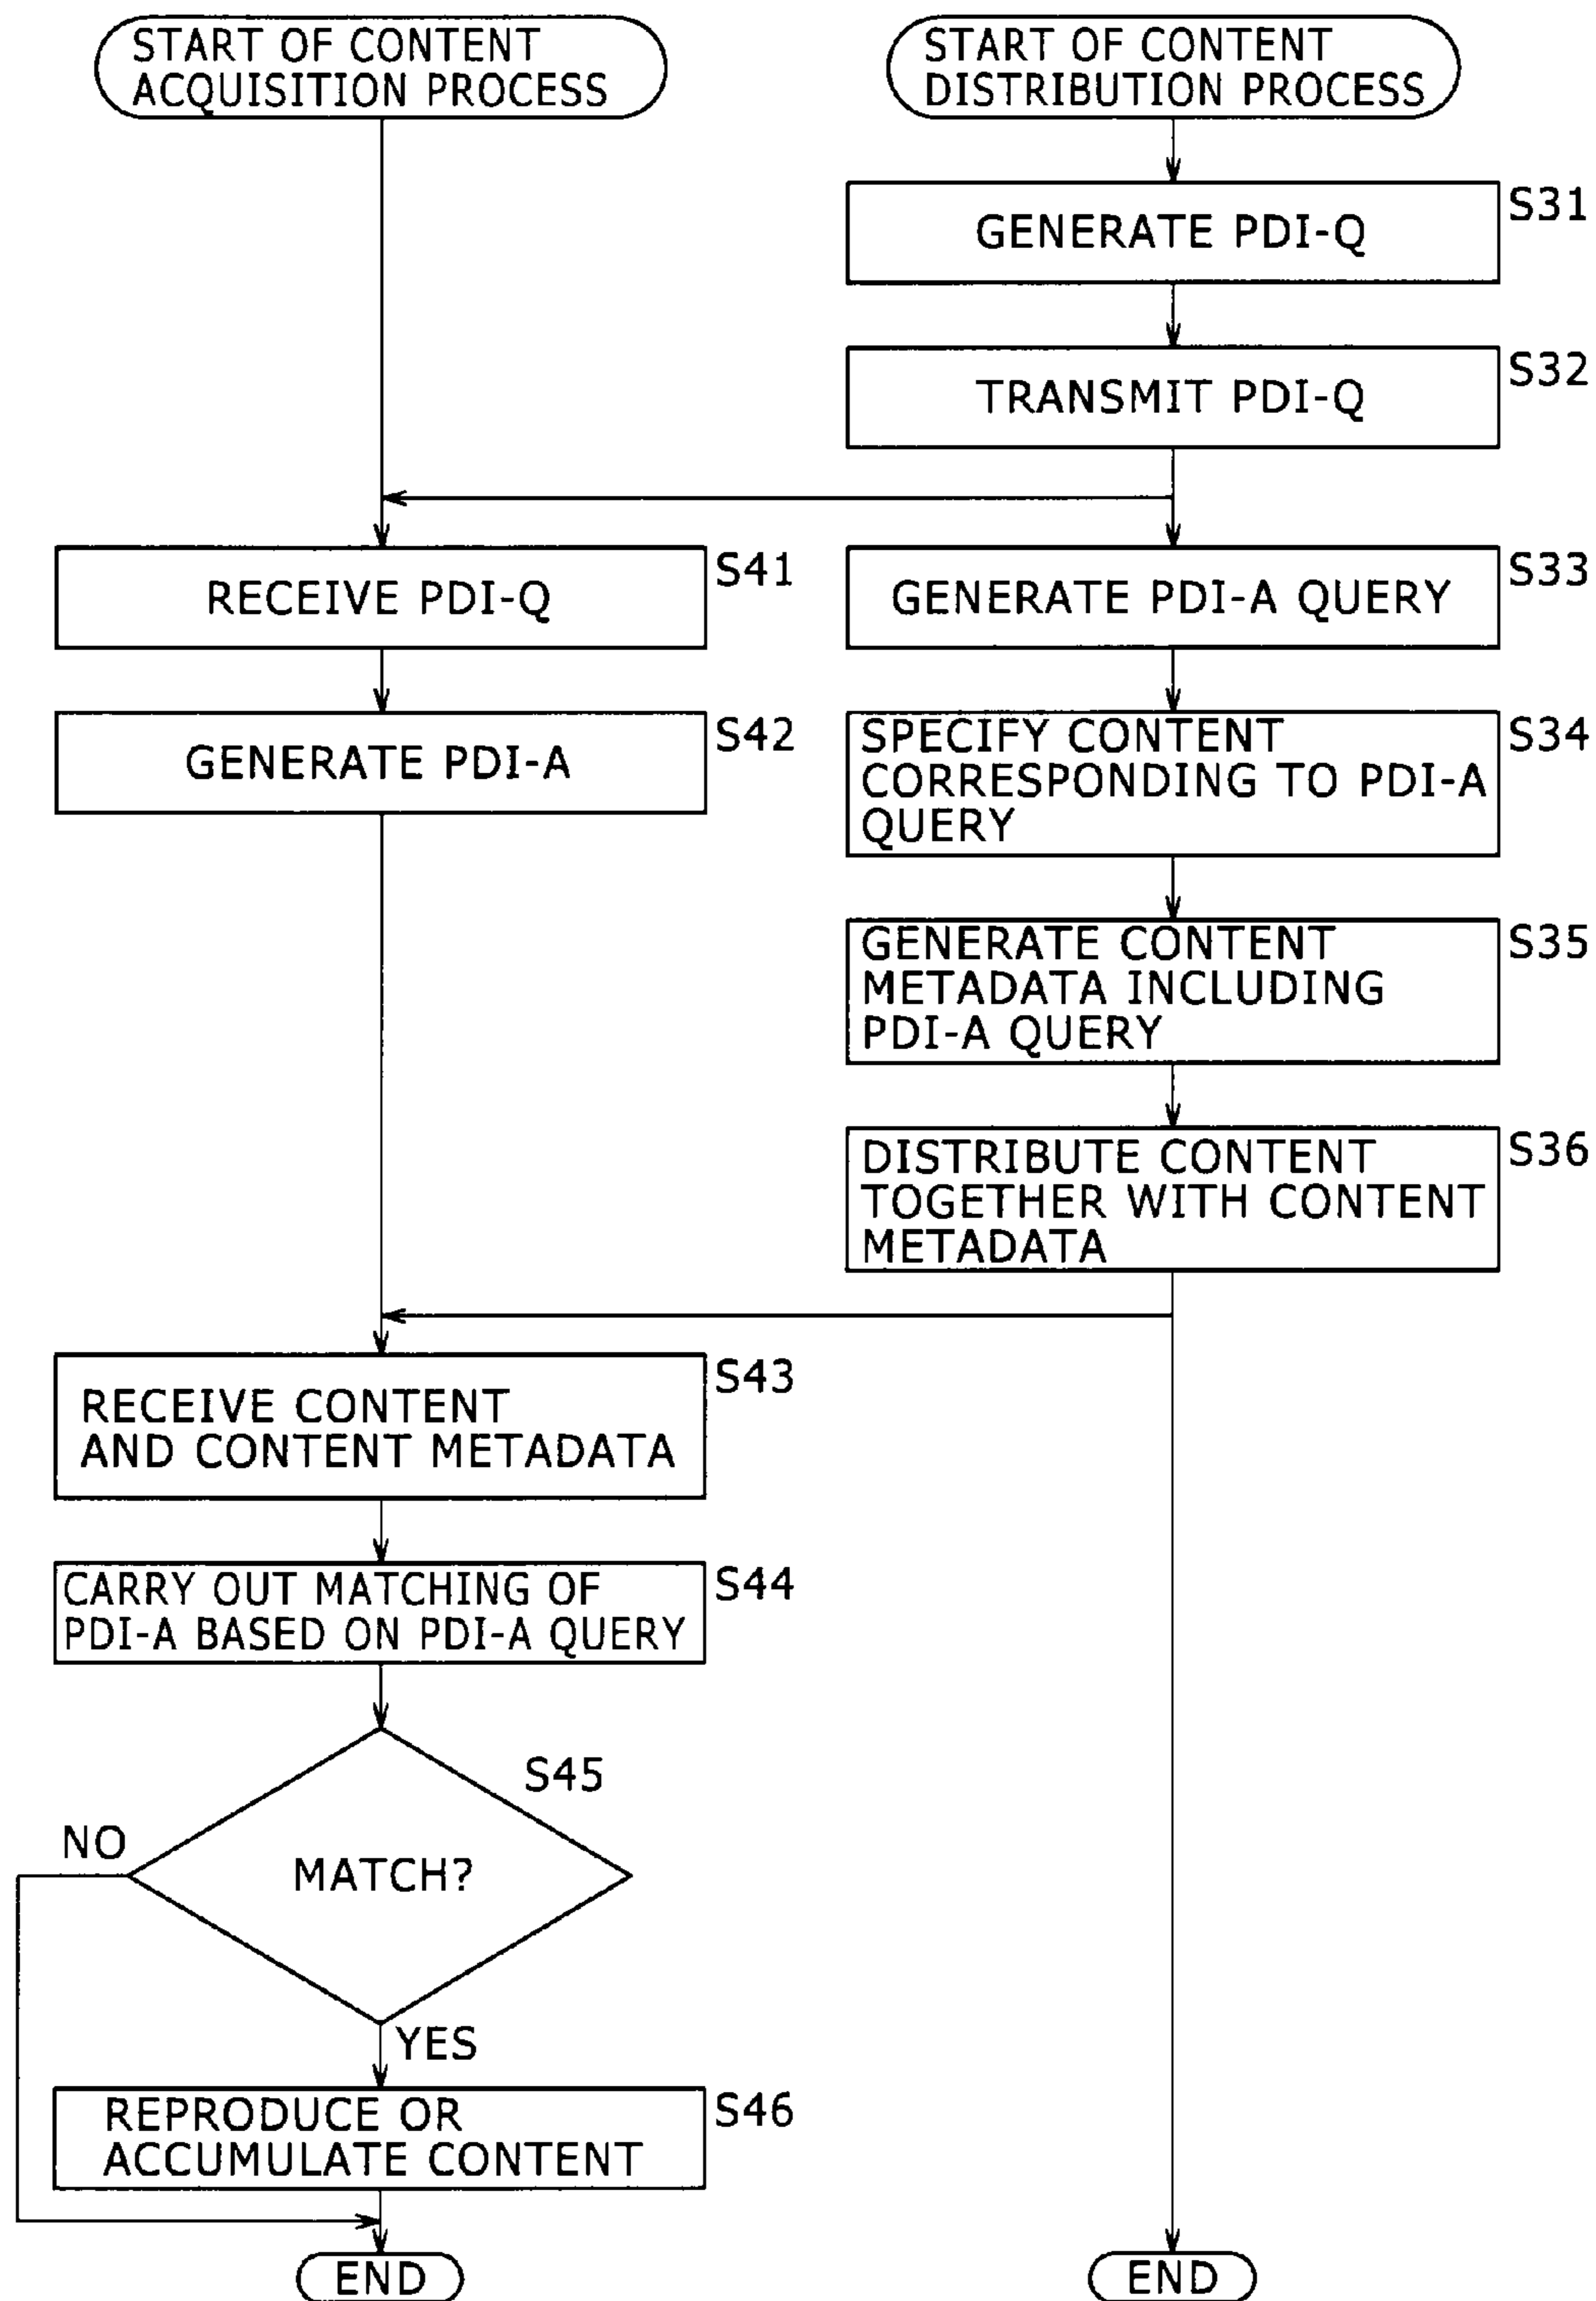 START OF CONTENT
ACQUISITION PROCESS
START OF CONTENT
DISTRIBUTION PROCESS
GENERATE PDI-Q
S31
TRANSMIT PDI-Q
S32
RECEIVE PDI-Q
S41
GENERATE PDI-A QUERY
S33
GENERATE PDI-A
S42
SPECIFY CONTENT
CORRESPONDING TO PDI-A
QUERY
S34
GENERATE CONTENT
METADATA INCLUDING
PDI-A QUERY
S35
DISTRIBUTE CONTENT
TOGETHER WITH CONTENT
METADATA
S36
RECEIVE CONTENT
AND CONTENT METADATA
S43
CARRY OUT MATCHING OF
PDI-A BASED ON PDI-A QUERY
S44
S45
NO
MATCH?
YES
REPRODUCE OR
ACCUMULATE CONTENT
S46
END
END